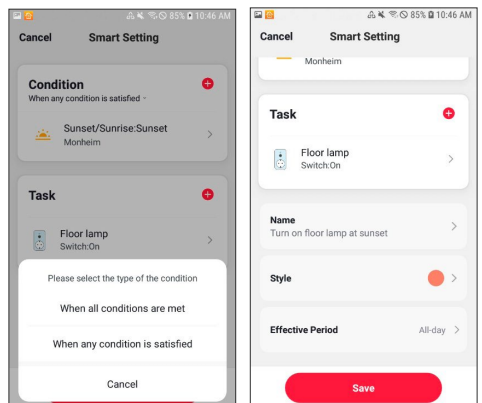 85% 10:46 AM
Cancel Smart Setting
Condition
When any condition is satisfied
Sunset/Sunrise:Sunset
Monheim
Task
Floor lamp
Switch:On
Please select the type of the condition
When all conditions are met
When any condition is satisfied
Cancel
85% 10:46 AM
Cancel Smart Setting
Monheim
Task
Floor lamp
Switch:On
Name
Turn on floor lamp at sunset
Style
Effective Period All-day
Save